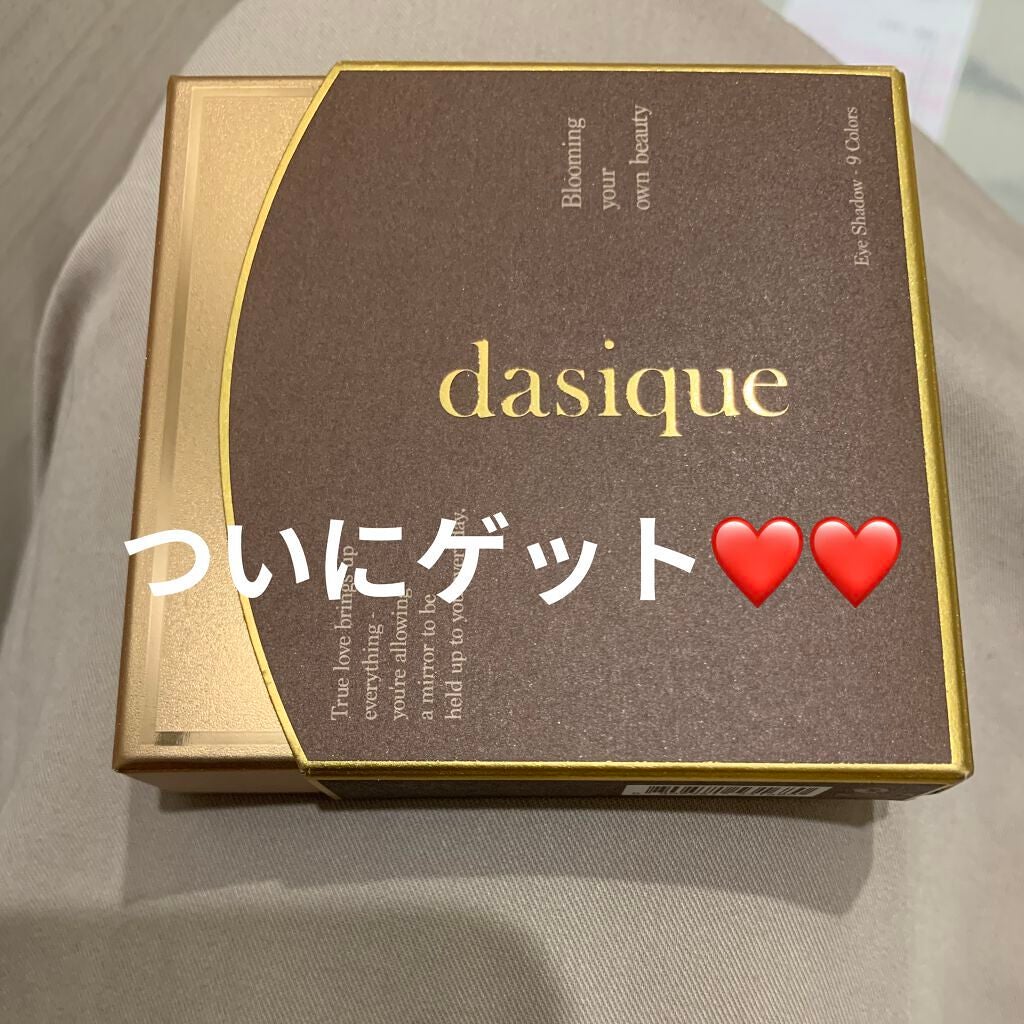 Blooming
your
own beauty
Eye Shadow - 9 Colors
dasique
ついにゲット❤️❤️
True love brings up
everything -
you're allowing
a mirror to be
held up to you everyday.